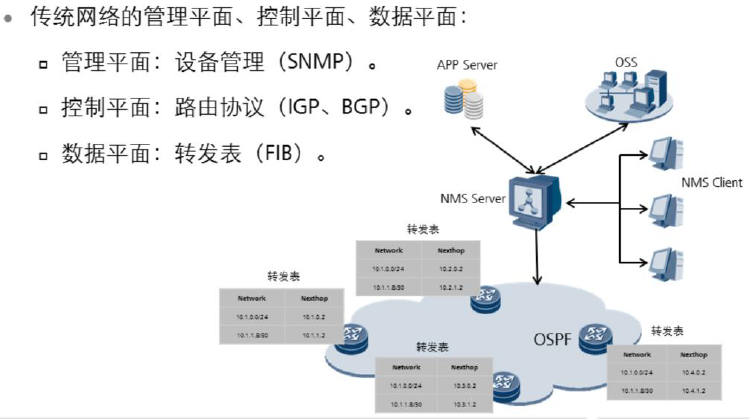 传统网络的管理平面、控制平面、数据平面：
管理平面：设备管理（SNMP）。
控制平面：路由协议（IGP、BGP）。
数据平面：转发表（FIB）。
APP Server
OSS
NMS Server
NMS Client
转发表
Network Nexthop
10.1.0.0/24 10.2.0.2
10.1.1.8/30 10.2.1.2
转发表
Network Nexthop
10.1.0.0/24 10.1.0.2
10.1.1.8/30 10.1.1.2
OSPF
转发表
Network Nexthop
10.1.0.0/24 10.3.0.2
10.1.1.8/30 10.3.1.2
转发表
Network Nexthop
10.1.0.0/24 10.4.0.2
10.1.1.8/30 10.4.1.2